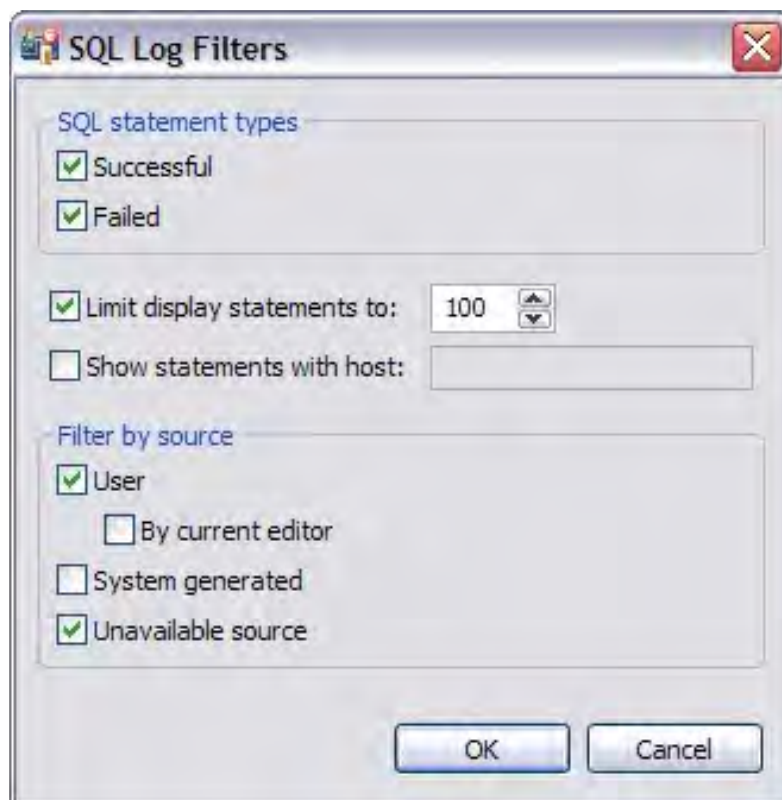 SQL Log Filters
SQL statement types
Successful
Failed
Limit display statements to: 100
Show statements with host:
Filter by source
User
By current editor
System generated
Unavailable source
OK Cancel